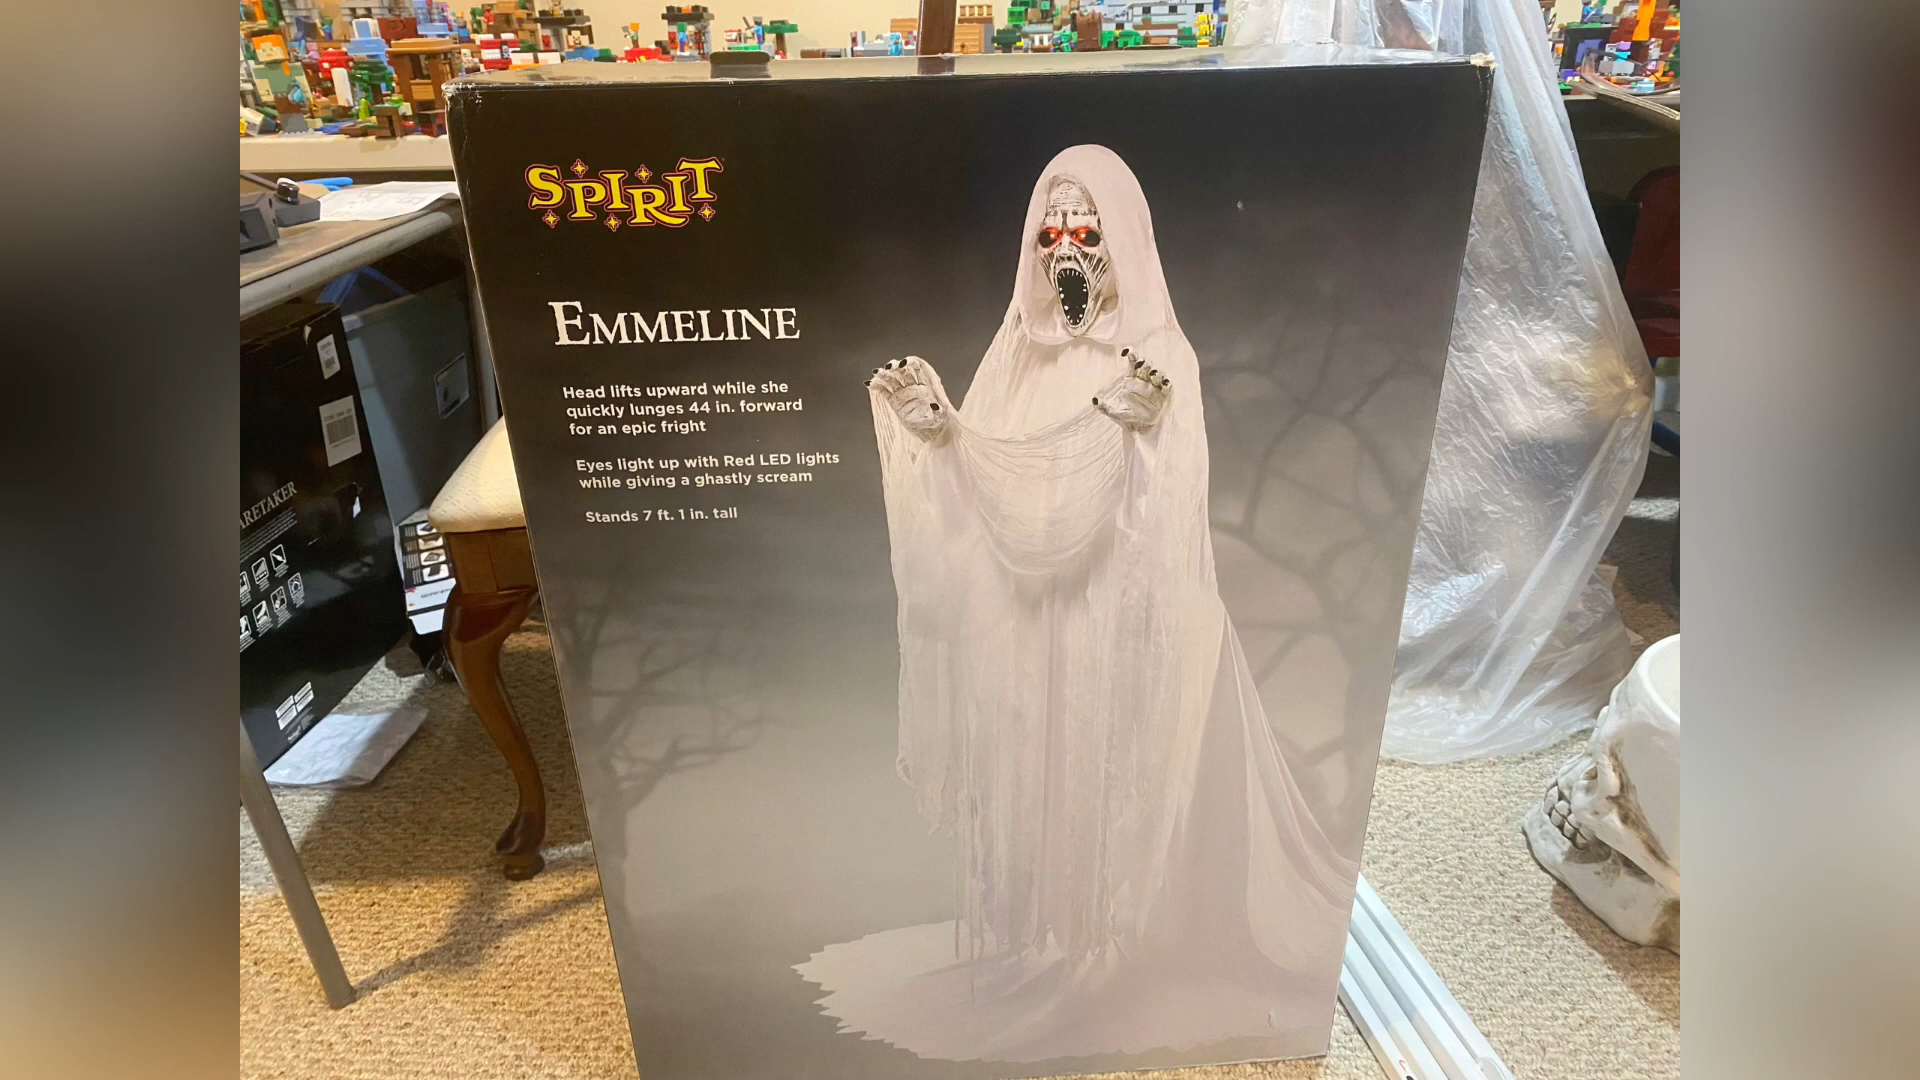 SPIRIT
EMMELINE
Head lifts upward while she
quickly lunges 44 in. forward
for an epic fright
Eyes light up with Red LED lights
while giving a ghastly scream
Stands 7 ft. 1 in. tall
ARETAKER